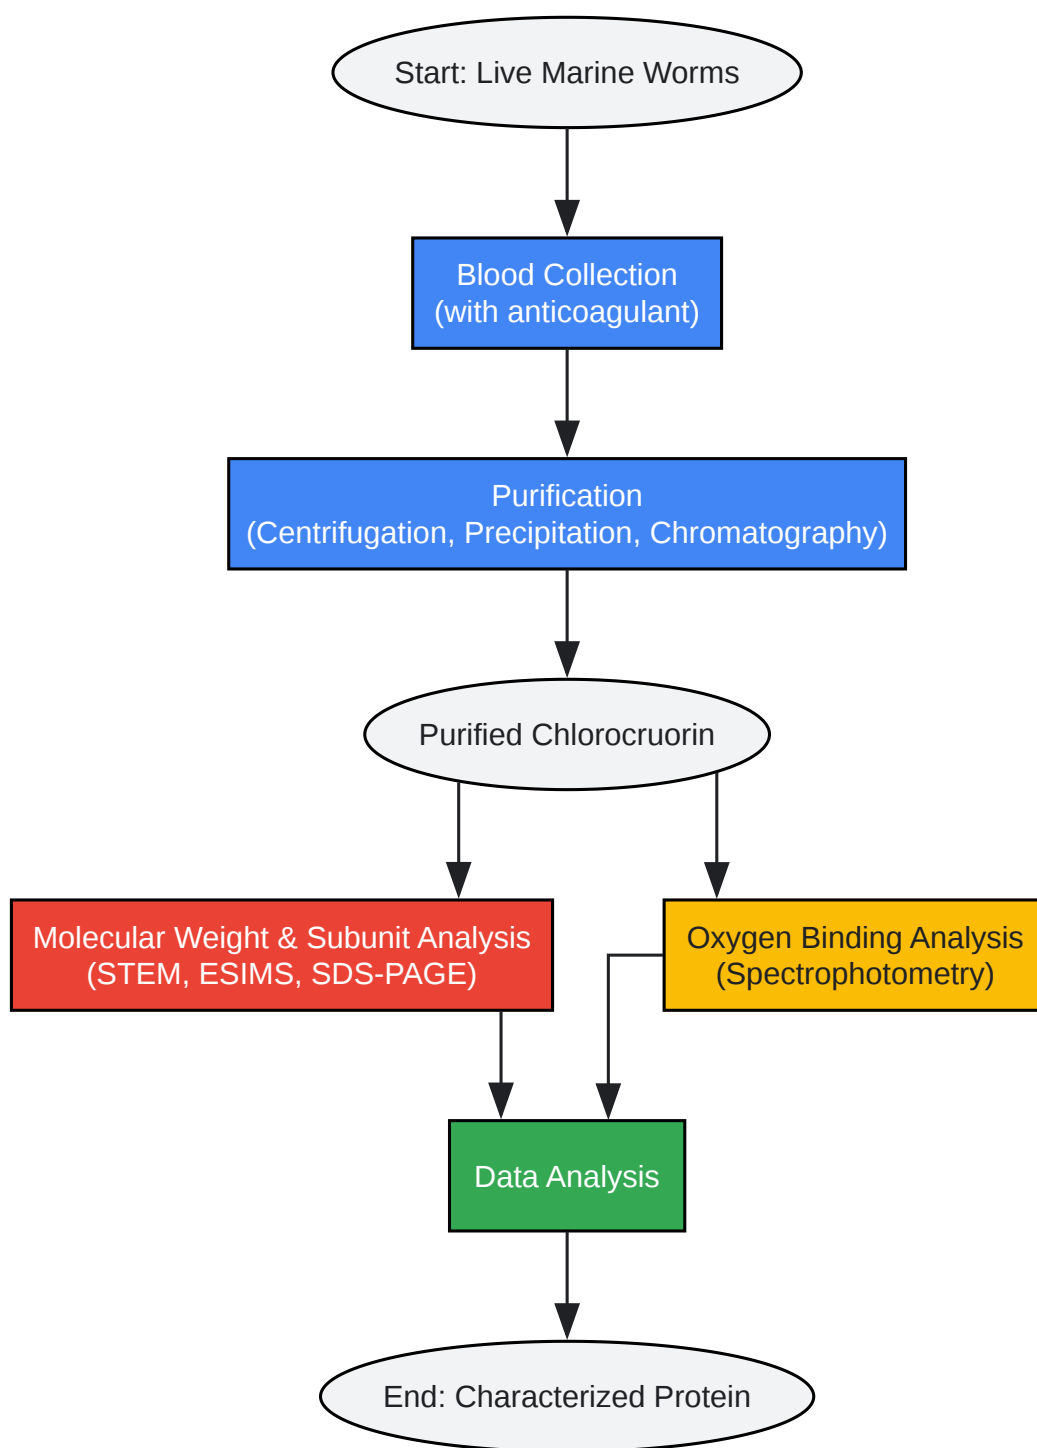 Start: Live Marine Worms
Blood Collection
(with anticoagulant)
Purification
(Centrifugation, Precipitation, Chromatography)
Purified Chlorocruorin
Molecular Weight & Subunit Analysis
(STEM, ESIMS, SDS-PAGE)
Oxygen Binding Analysis
(Spectrophotometry)
Data Analysis
End: Characterized Protein